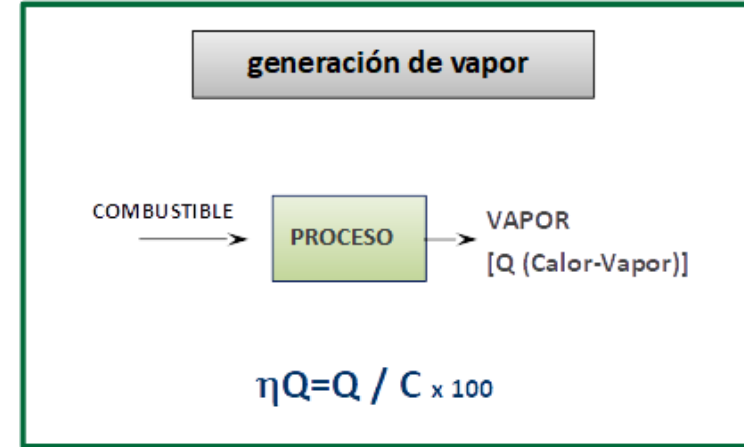 generación de vapor
COMBUSTIBLE
PROCESO
VAPOR
[Q (Calor-Vapor)]
ηQ=Q / C x 100